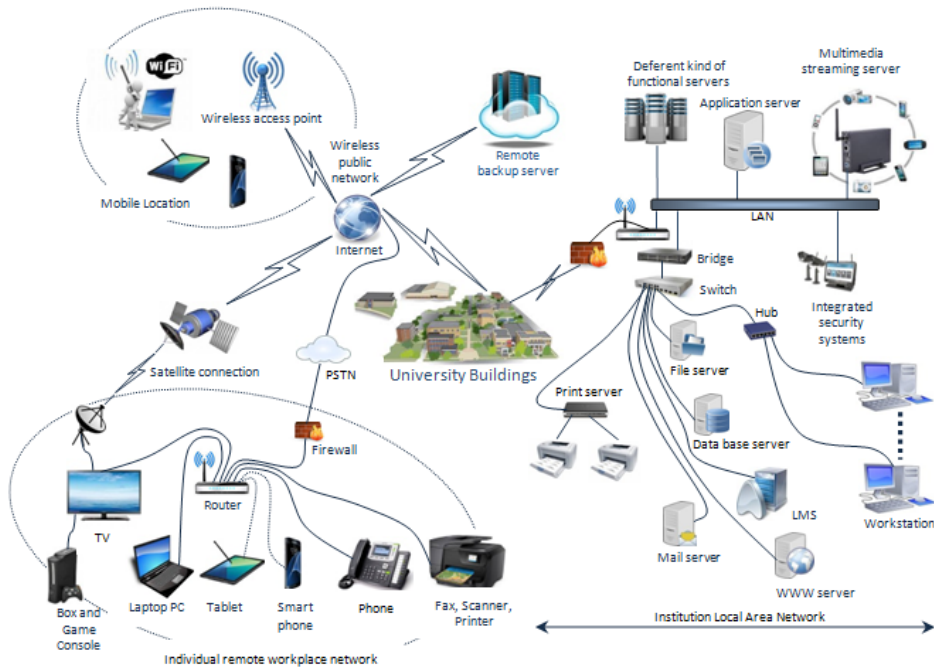 Wi Fi
Wireless access point
Mobile Location
Wireless
public
network
Internet
Remote
backup server
Deferent kind of
functional servers
Application server
Multimedia
streaming server
LAN
Bridge
Switch
Hub
Integrated
security
systems
Satellite connection
PSTN
University Buildings
Firewall
Print server
File server
Data base server
LMS
Workstation
Mail server
WWW server
Router
TV
Box and
Game
Console
Laptop PC
Tablet
Smart
phone
Phone
Fax, Scanner,
Printer
Institution Local Area Network
Individual remote workplace network